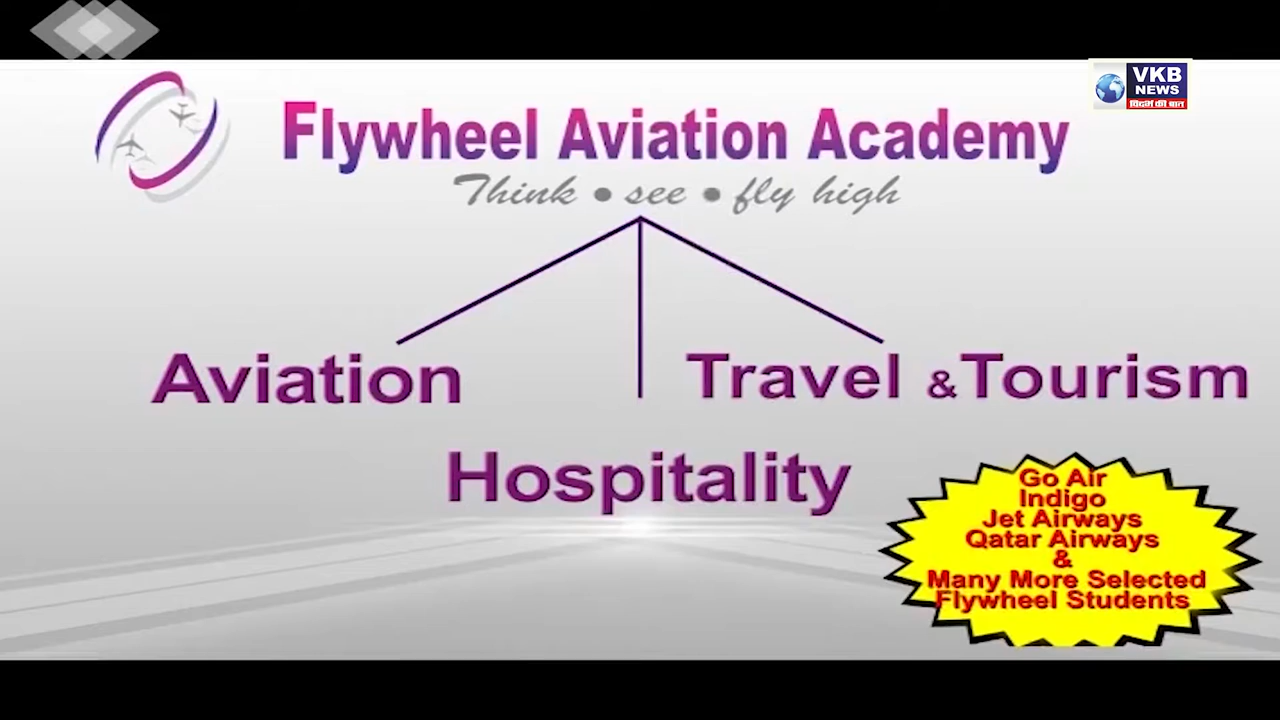 VKB
NEWS
विदर्भ की बात
Flywheel Aviation Academy
Think • see • fly high
Aviation
Travel & Tourism
Hospitality
Go Air
Indigo
Jet Airways
Qatar Airways
&
Many More Selected
Flywheel Students